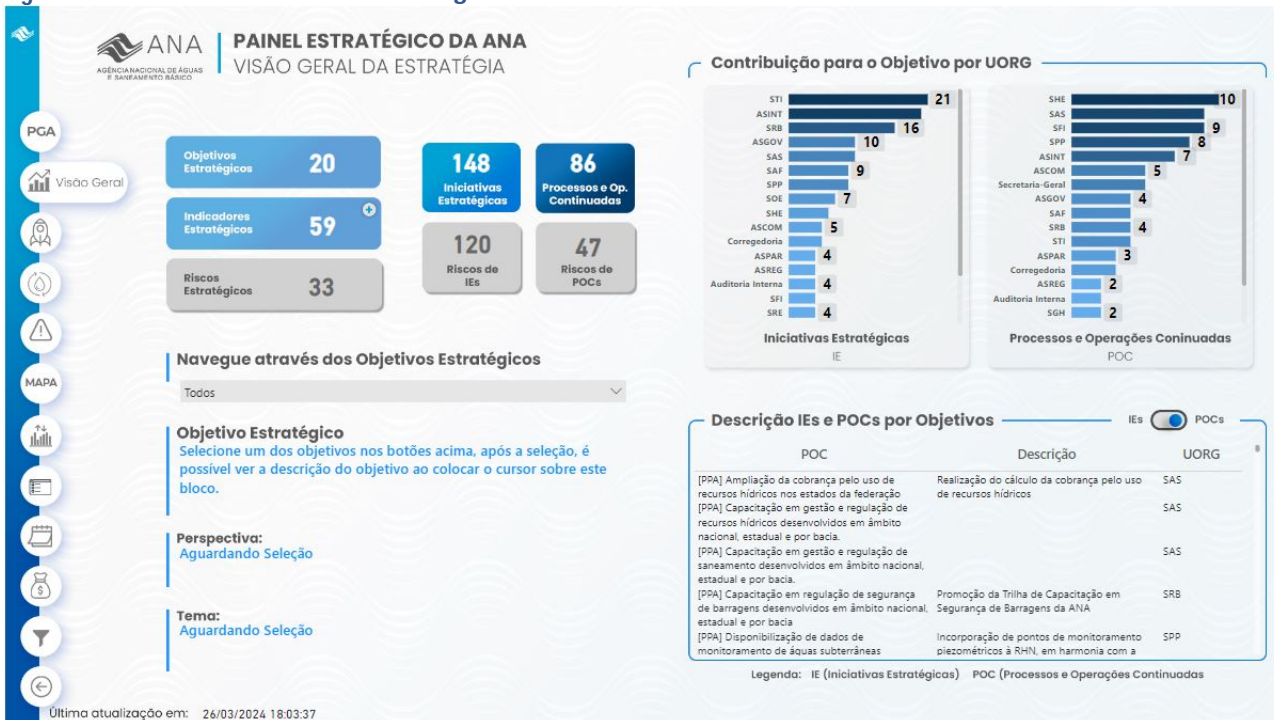 ANA
AGÊNCIA NACIONAL DE ÁGUAS
E SANEAMENTO BÁSICO
PAINEL ESTRATÉGICO DA ANA
VISÃO GERAL DA ESTRATÉGIA
PGA
Visão Geral
MAPA
Objetivos
Estratégicos
20
Indicadores
Estratégicos
59
Riscos
Estratégicos
33
148
Iniciativas
Estratégicas
86
Processos e Op.
Continuadas
120
Riscos de
IEs
47
Riscos de
POCs
Navegue através dos Objetivos Estratégicos
Todos
Objetivo Estratégico
Selecione um dos objetivos nos botões acima, após a seleção, é
possível ver a descrição do objetivo ao colocar o cursor sobre este
bloco.
Perspectiva:
Aguardando Seleção
Tema:
Aguardando Seleção
Última atualização em: 26/03/2024 18:03:37
Contribuição para o Objetivo por UORG
STI 21
ASINT
SRB 16
ASGOV 10
SAS
SAF 9
SPP
SOE 7
SHE
ASCOM 5
Corregedoria
ASPAR 4
ASREG
Auditoria Interna 4
SFI
SRE 4
Iniciativas Estratégicas
IE
SHE 10
SAS
SFI 9
SPP 8
ASINT 7
ASCOM 5
Secretaria-Geral
ASGOV 4
SAF
SRB 4
STI
ASPAR 3
Corregedoria
ASREG 2
Auditoria Interna
SGH 2
Processos e Operações Coninuadas
POC
Descrição IEs e POCs por Objetivos
IEs POCs
POC Descrição UORG
[PPA] Ampliação da cobrança pelo uso de Realização do cálculo da cobrança pelo uso SAS
recursos hídricos nos estados da federação de recursos hídricos
[PPA] Capacitação em gestão e regulação de SAS
recursos hídricos desenvolvidos em âmbito
nacional, estadual e por bacia.
[PPA] Capacitação em gestão e regulação de SAS
saneamento desenvolvidos em âmbito nacional,
estadual e por bacia.
[PPA] Capacitação em regulação de segurança Promoção da Trilha de Capacitação em SRB
de barragens desenvolvidos em âmbito nacional, Segurança de Barragens da ANA
estadual e por bacia
[PPA] Disponibilização de dados de Incorporação de pontos de monitoramento SPP
monitoramento de águas subterrâneas piezométricos à RHN, em harmonia com a
Legenda: IE (Iniciativas Estratégicas) POC (Processos e Operações Continuadas